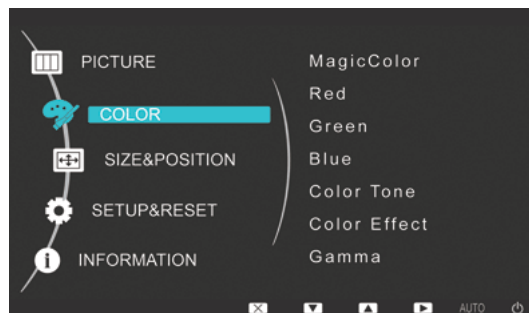 PICTURE
COLOR
SIZE&POSITION
SETUP&RESET
INFORMATION
MagicColor
Red
Green
Blue
Color Tone
Color Effect
Gamma
AUTO